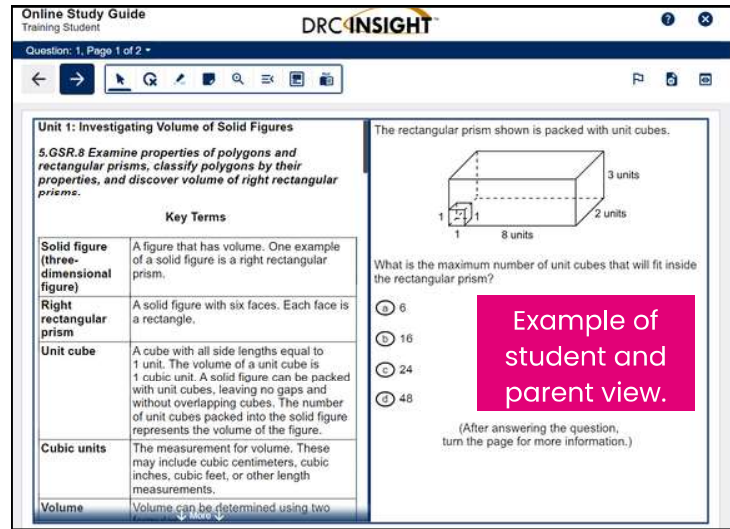 Online Study Guide
Training Student
DRC INSIGHT
Question: 1, Page 1 of 2
Unit 1: Investigating Volume of Solid Figures
5.GSR.8 Examine properties of polygons and
rectangular prisms, classify polygons by their
properties, and discover volume of right rectangular
prisms.
Key Terms
Solid figure
(three-
dimensional
figure)
A figure that has volume. One example
of a solid figure is a right rectangular
prism.
Right
rectangular
prism
A solid figure with six faces. Each face is
a rectangle.
Unit cube
A cube with all side lengths equal to
1 unit. The volume of a unit cube is
1 cubic unit. A solid figure can be packed
with unit cubes, leaving no gaps and
without overlapping cubes. The number
of unit cubes packed into the solid figure
represents the volume of the figure.
Cubic units
The measurement for volume. These
may include cubic centimeters, cubic
inches, cubic feet, or other length
measurements.
Volume
Volume can be determined using two
More
The rectangular prism shown is packed with unit cubes.
3 units
2 units
8 units
1
1
1
What is the maximum number of unit cubes that will fit inside
the rectangular prism?
a 6
b 16
c 24
d 48
(After answering the question,
turn the page for more information.)
Example of
student and
parent view.